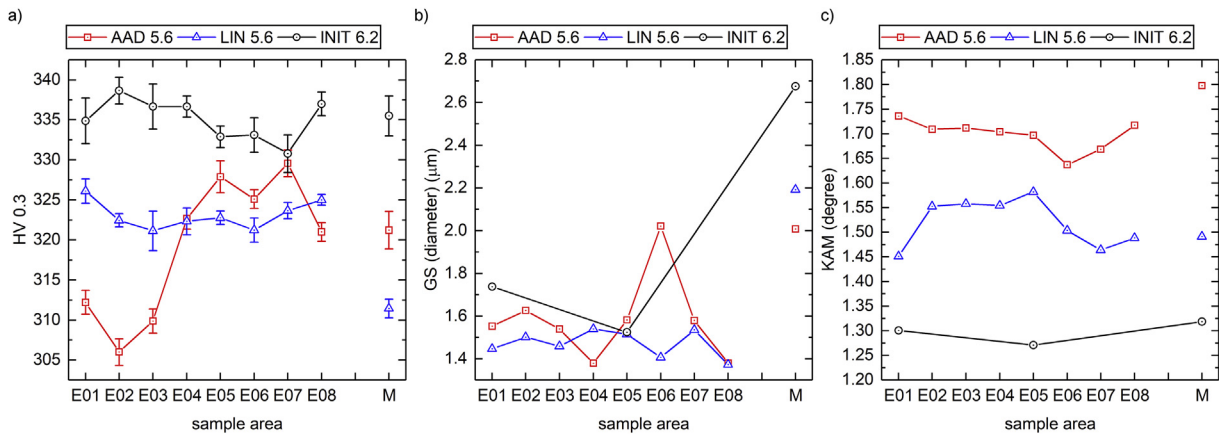 a)
AAD 5.6 LIN 5.6 INIT 6.2
HV 0.3
340
335
330
325
320
315
310
305
E01 E02 E03 E04 E05 E06 E07 E08 M
sample area
b)
AAD 5.6 LIN 5.6 INIT 6.2
GS (diameter) (μm)
2.8
2.6
2.4
2.2
2.0
1.8
1.6
1.4
E01 E02 E03 E04 E05 E06 E07 E08 M
sample area
c)
AAD 5.6 LIN 5.6 INIT 6.2
KAM (degree)
1.85
1.80
1.75
1.70
1.65
1.60
1.55
1.50
1.45
1.40
1.35
1.30
1.25
1.20
E01 E02 E03 E04 E05 E06 E07 E08 M
sample area